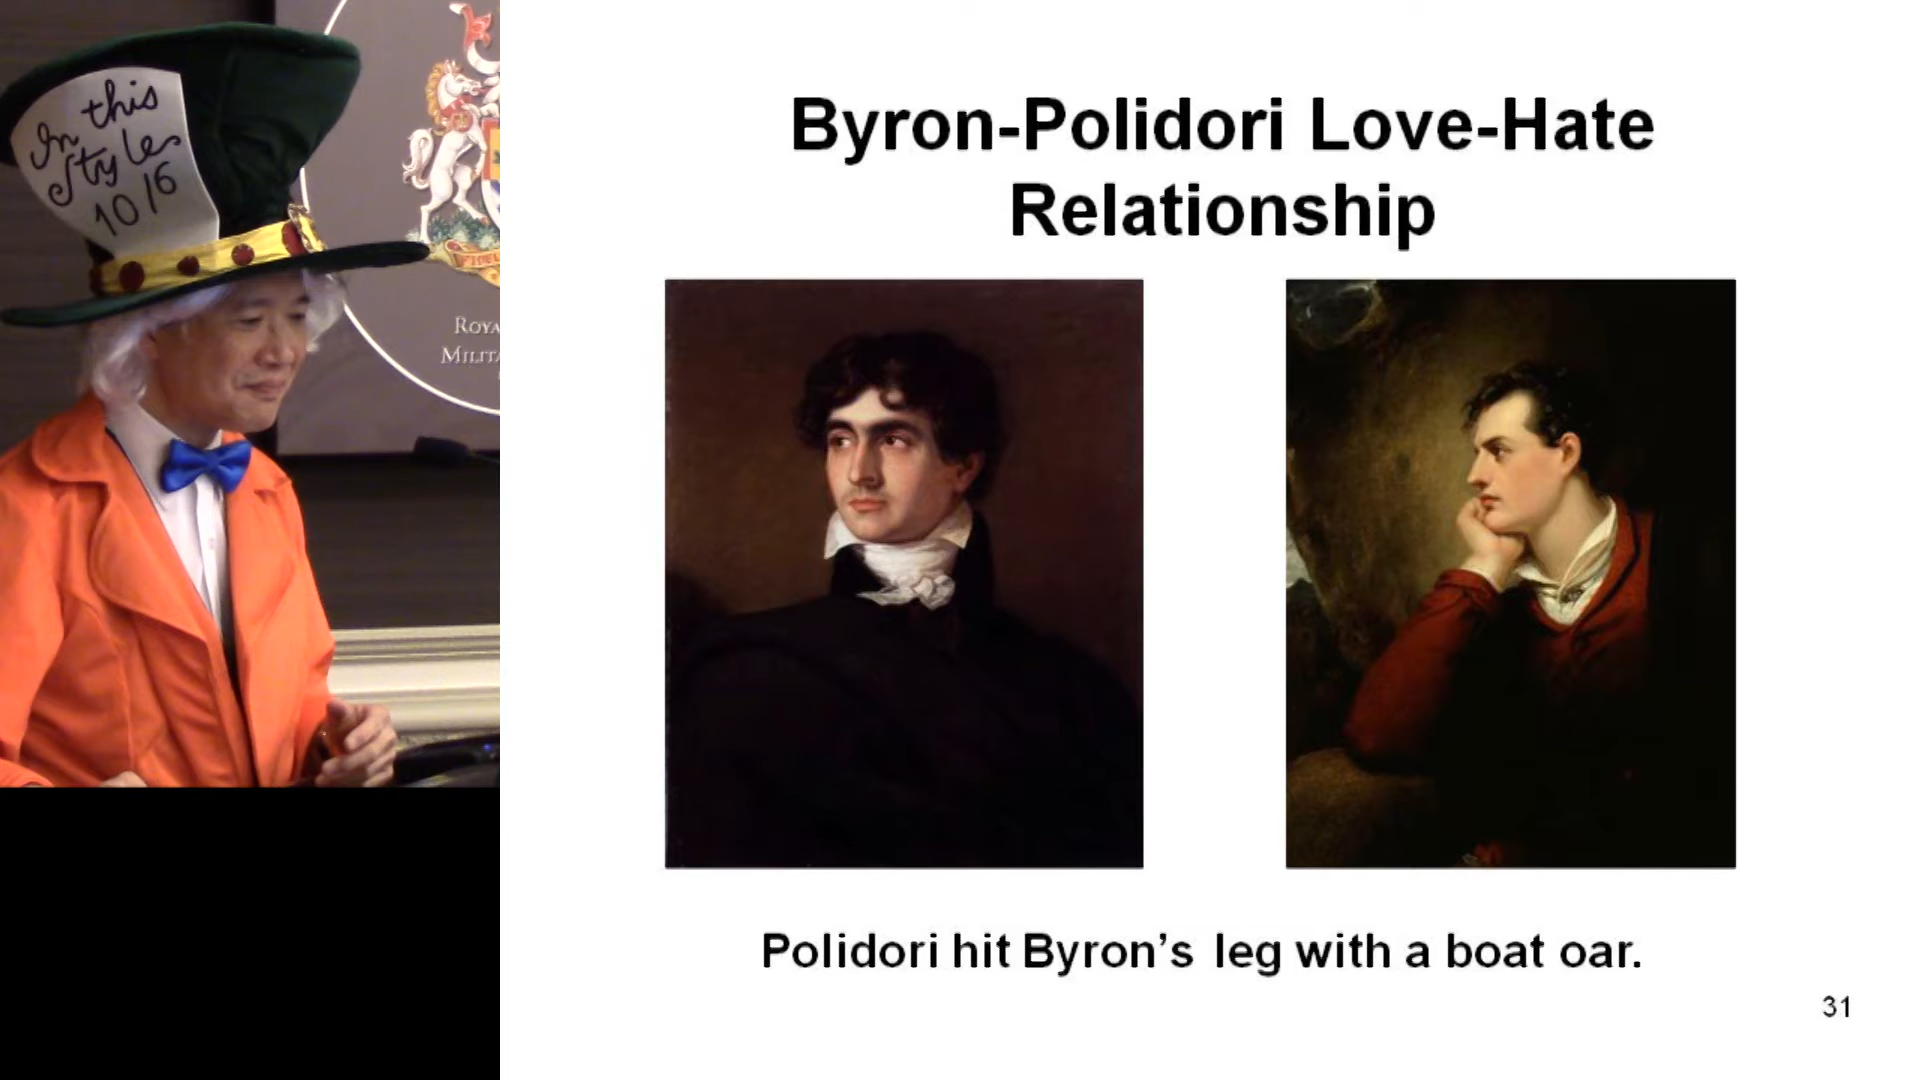 In this
Style
10/6
ROYA
MILITA
Byron-Polidori Love-Hate
Relationship
Polidori hit Byron's leg with a boat oar.
31